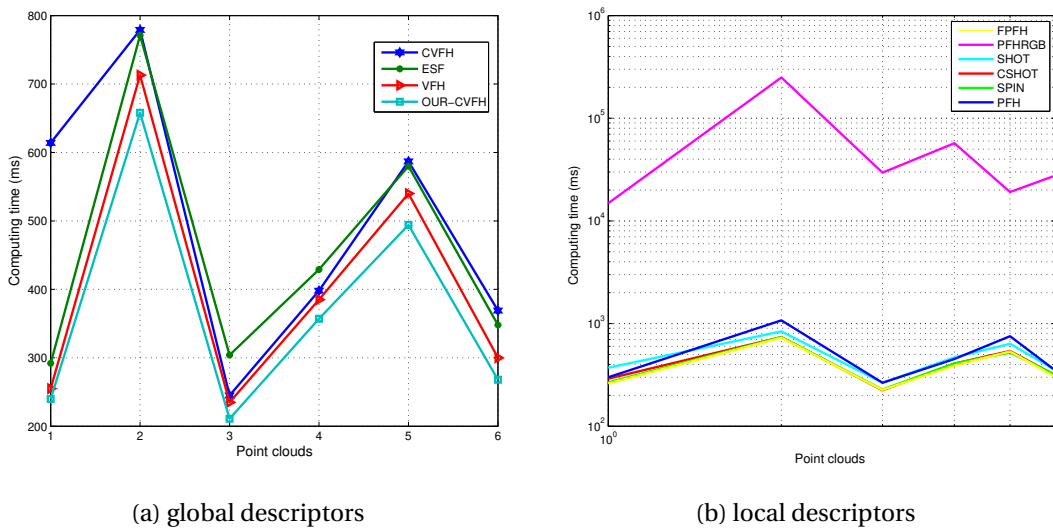 800
700
600
500
400
300
200
1 2 3 4 5 6
Computing time (ms)
Point clouds
CVFH
ESF
VFH
OUR-CVFH
(a) global descriptors
10^6
10^5
10^4
10^3
10^2
10^0
Computing time (ms)
Point clouds
FPFH
PFHRGB
SHOT
CSHOT
SPIN
PFH
(b) local descriptors